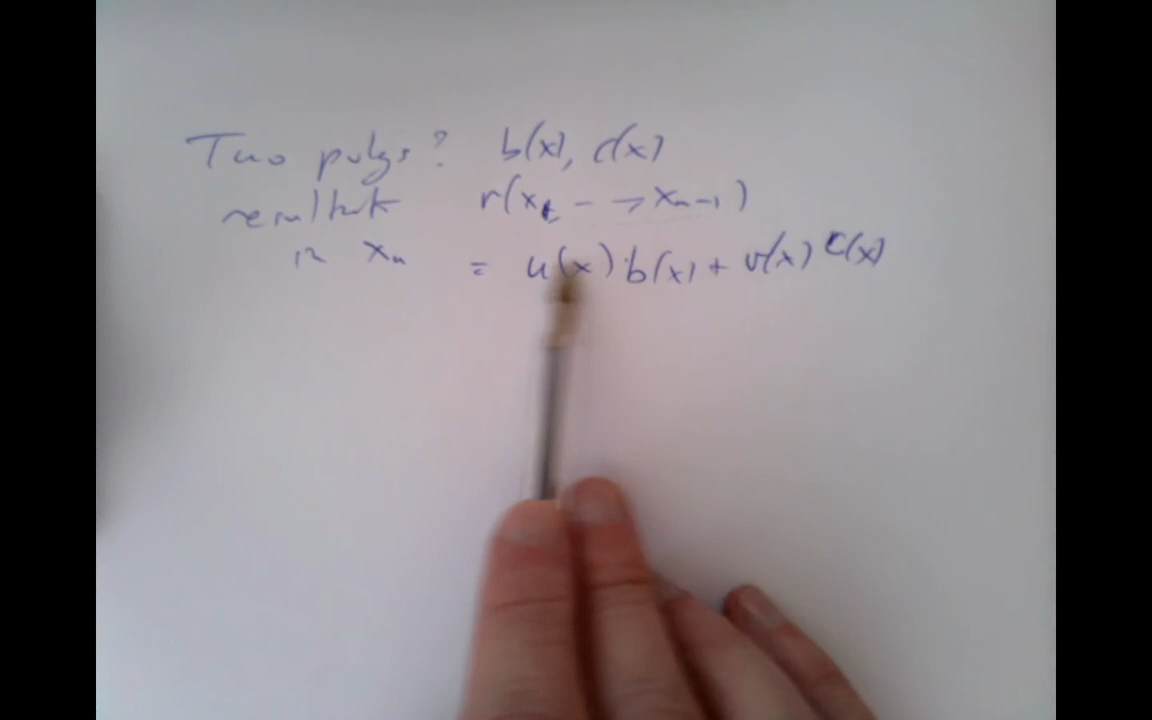 Two polys? b(x), c(x)
resultant r(x₁ - → xₙ₋₁)
in xₙ = u(x) b(x) + v(x) c(x)